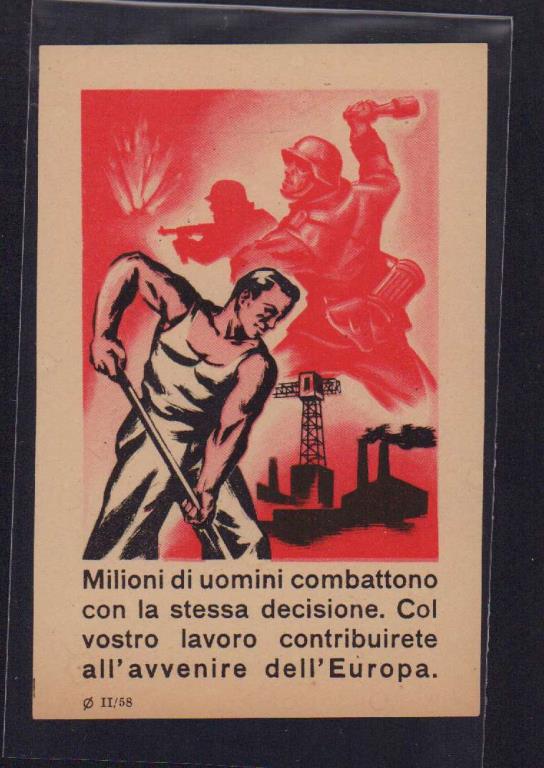 Milioni di uomini combattono
con la stessa decisione. Col
vostro lavoro contribuirete
all'avvenire dell'Europa.
Ø II/58